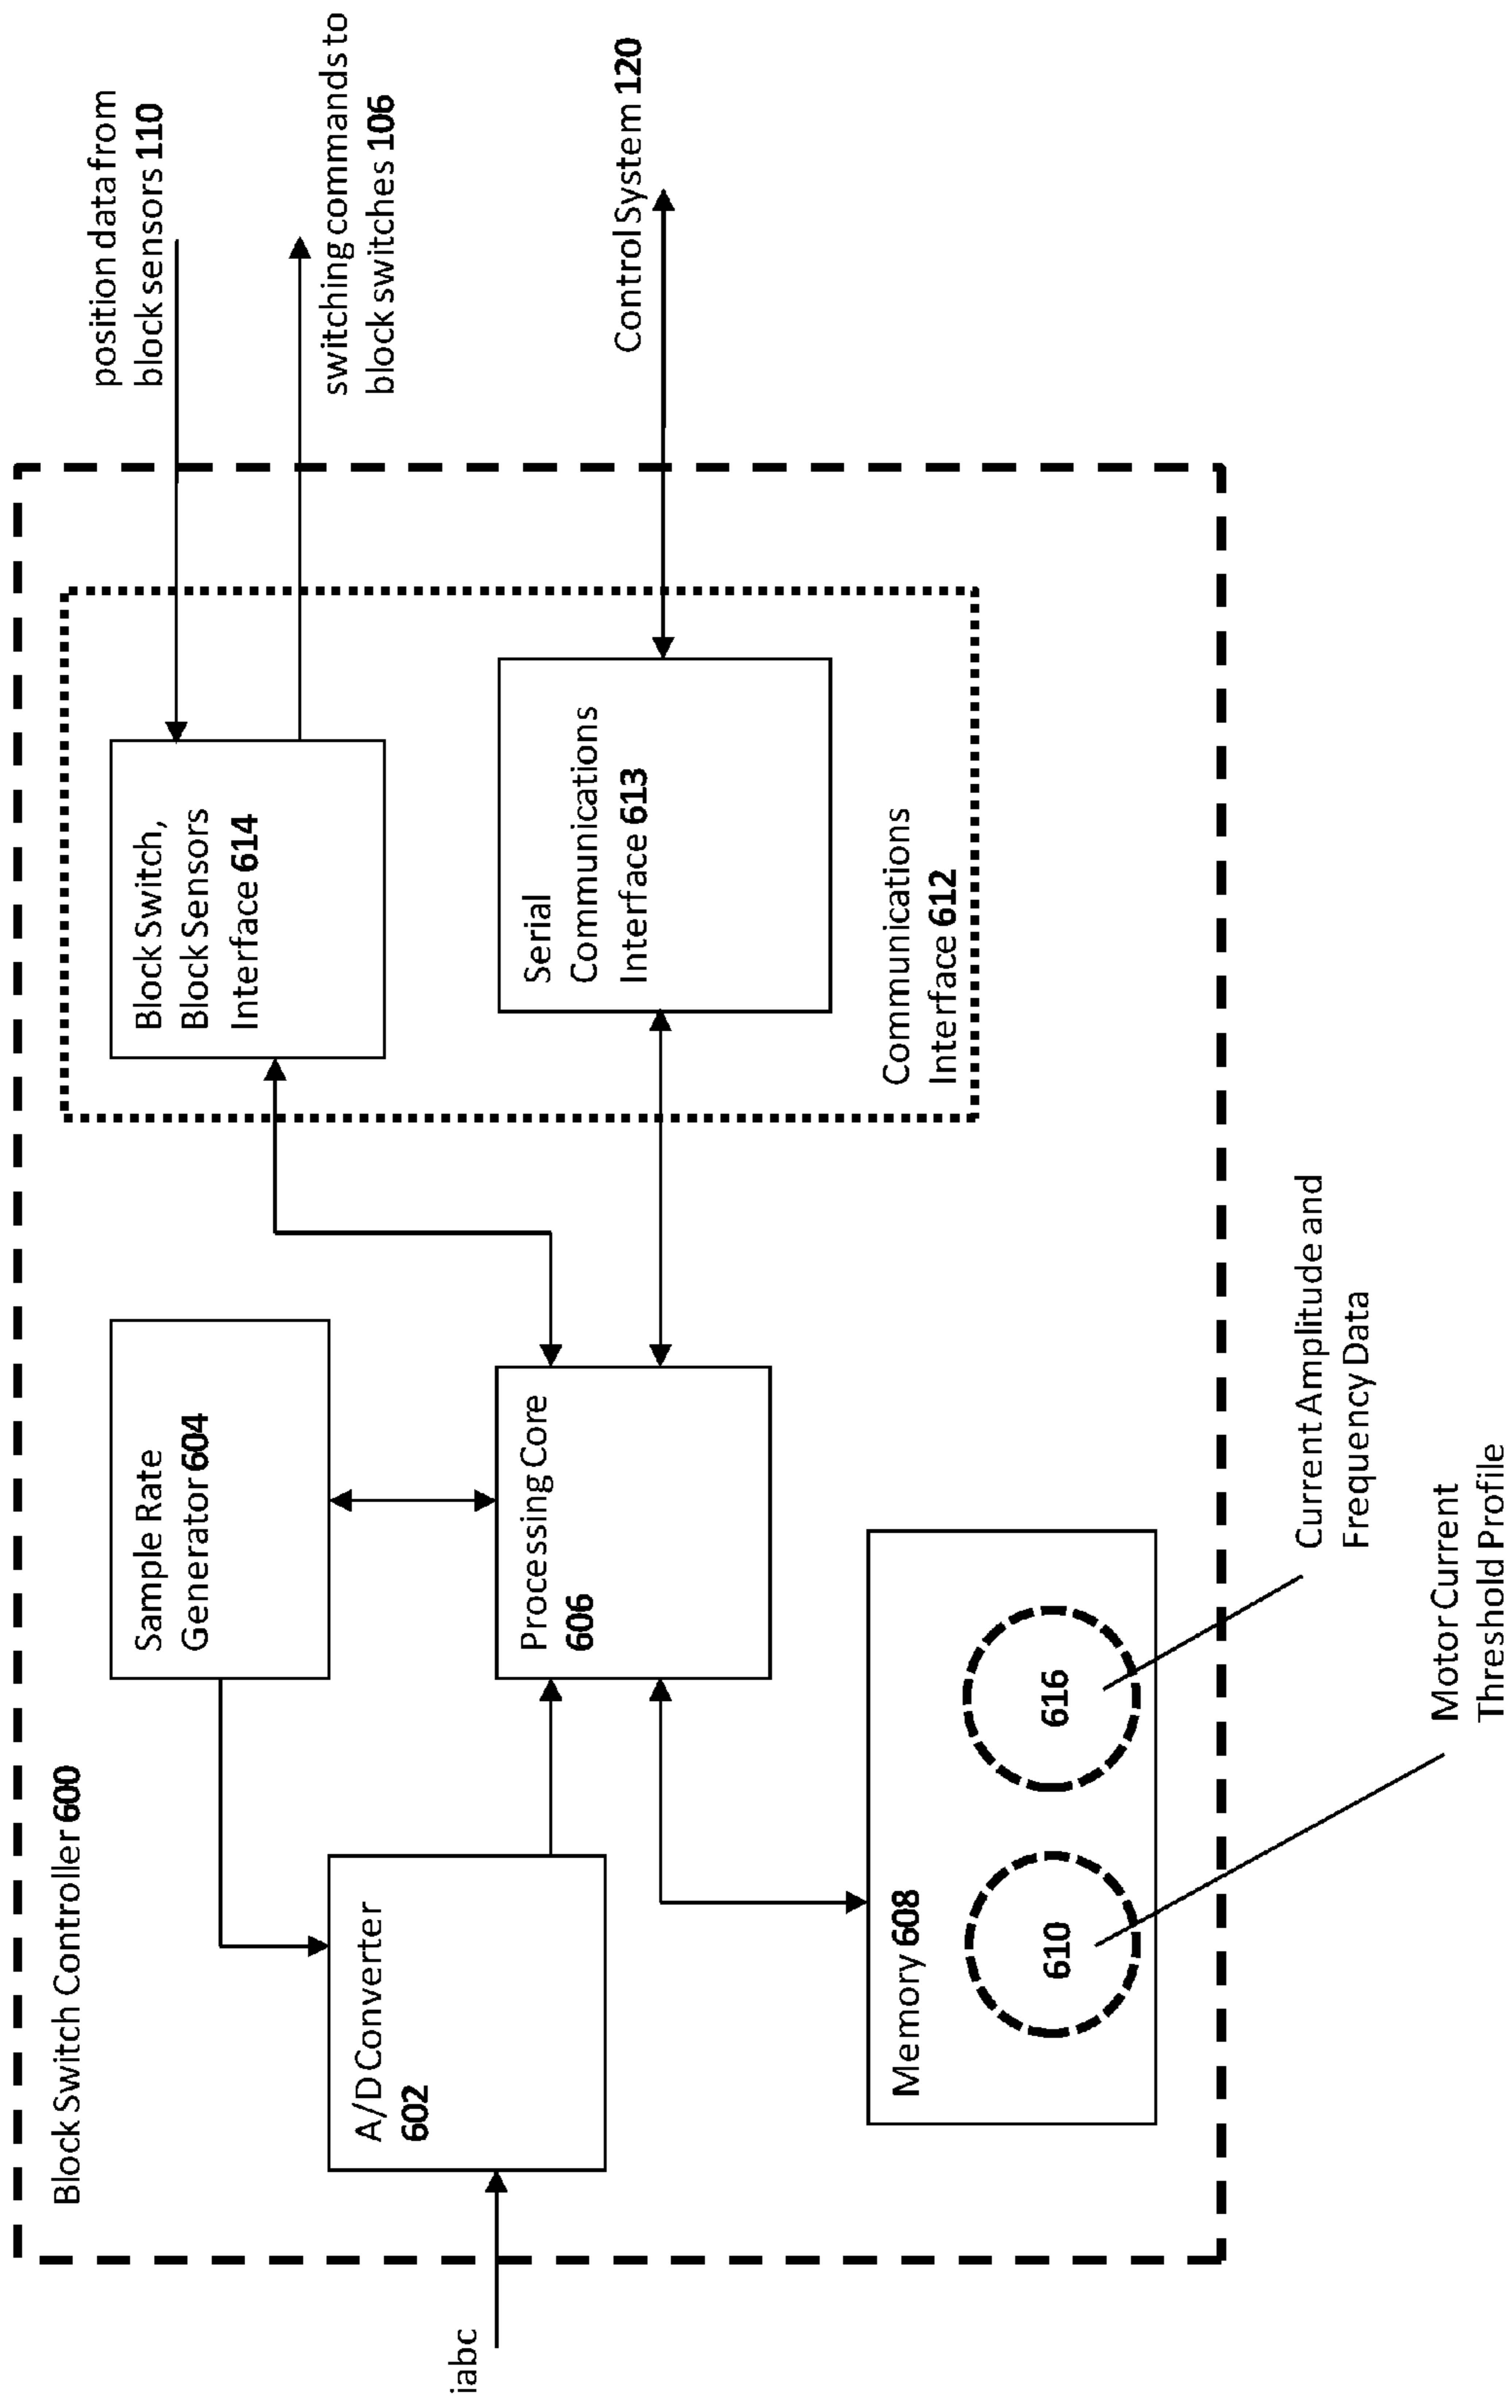 Block Switch Controller 600
iabc
A/D Converter
602
Sample Rate
Generator 604
Processing Core
606
Memory 608
610
616
Block Switch,
Block Sensors
Interface 614
Serial
Communications
Interface 613
Communications
Interface 612
position data from
block sensors 110
switching commands to
block switches 106
Control System 120
Current Amplitude and
Frequency Data
Motor Current
Threshold Profile